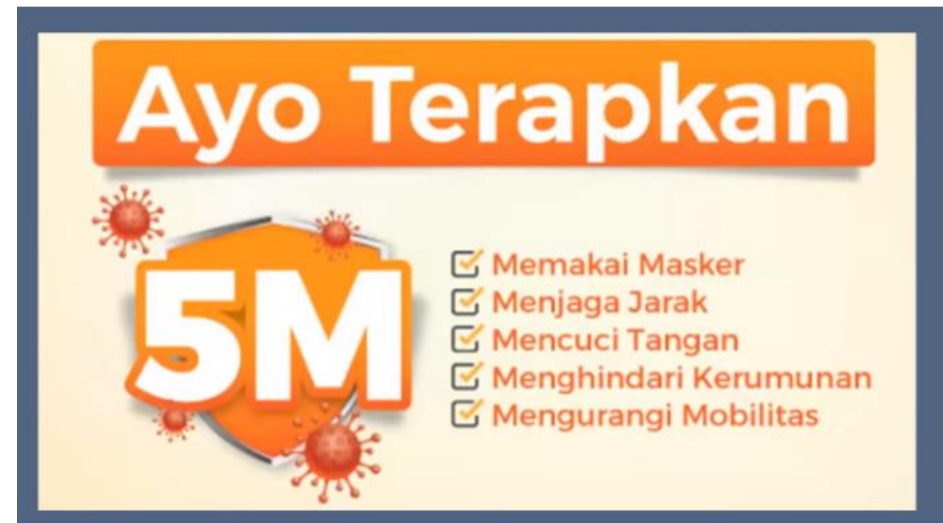 Ayo Terapkan
5M
Memakai Masker
Menjaga Jarak
Mencuci Tangan
Menghindari Kerumunan
Mengurangi Mobilitas